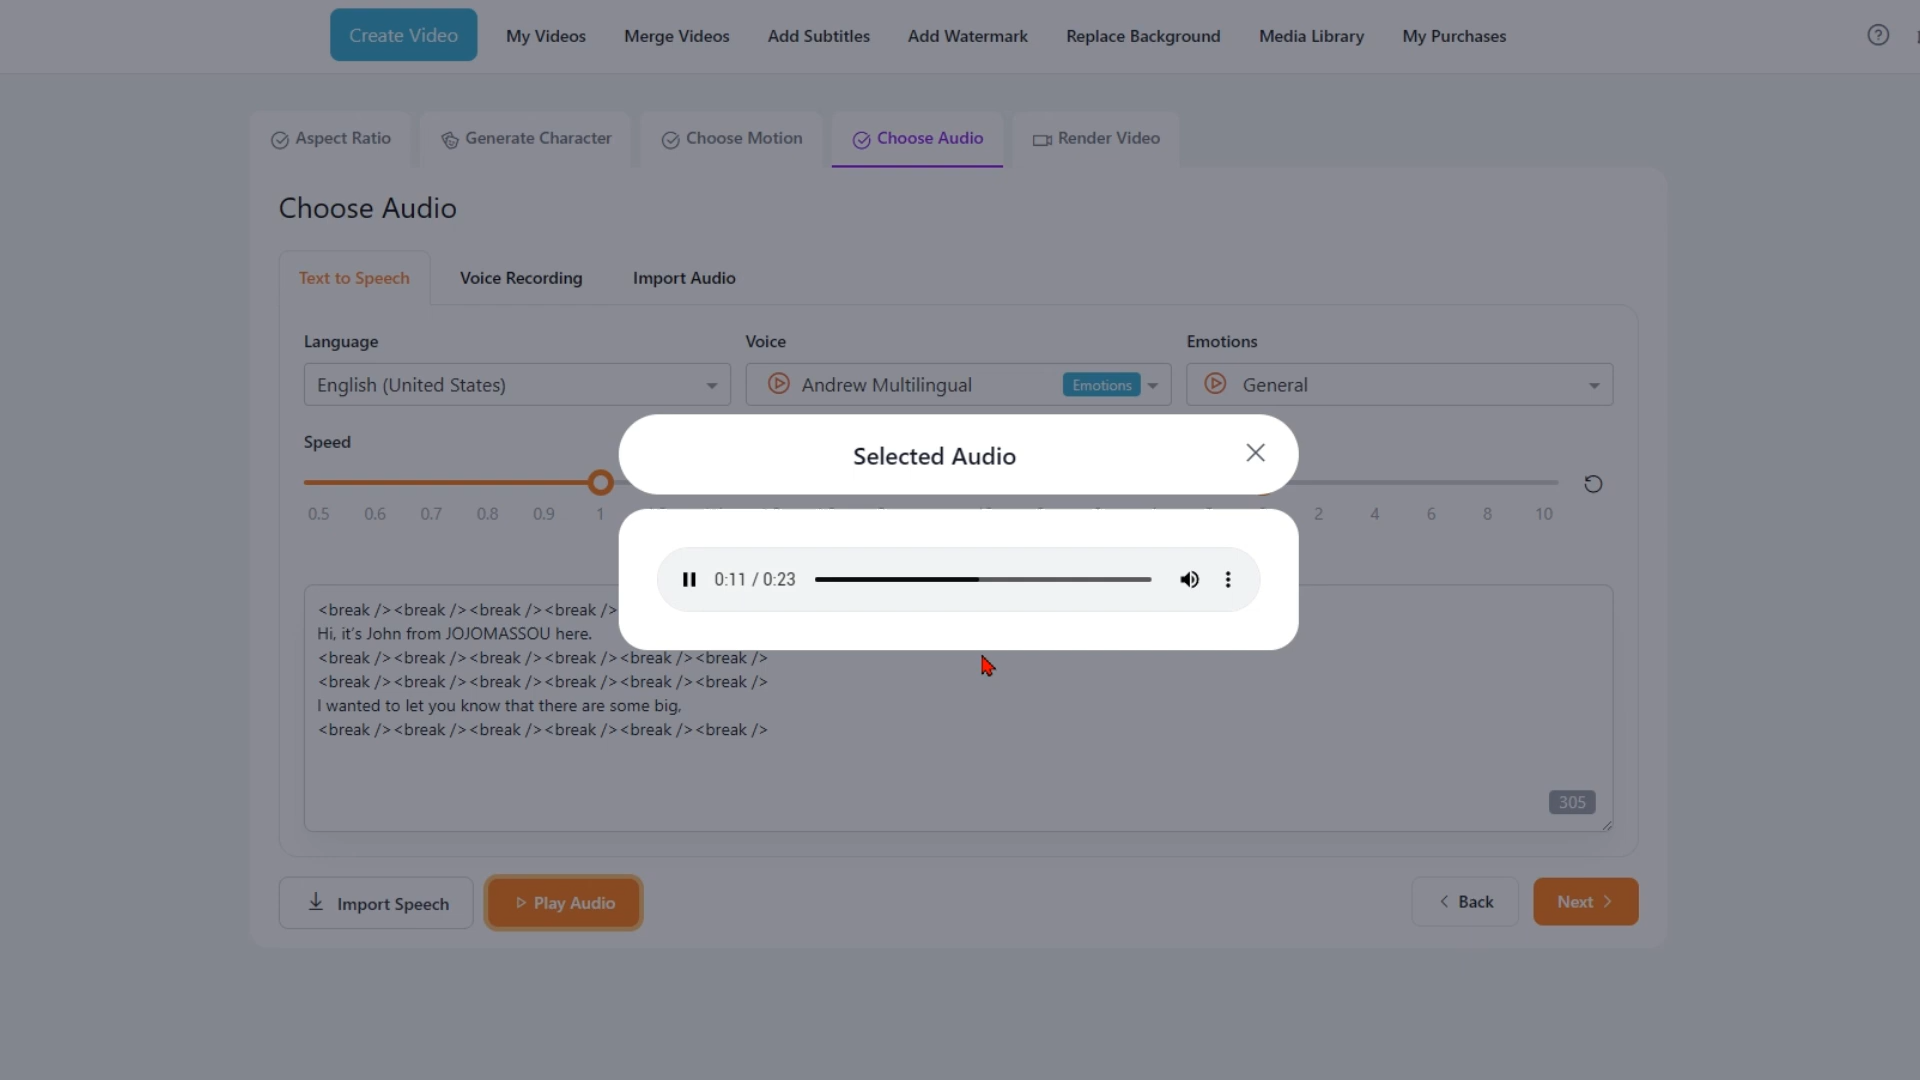 Create Video
My Videos
Merge Videos
Add Subtitles
Add Watermark
Replace Background
Media Library
My Purchases
Aspect Ratio
Generate Character
Choose Motion
Choose Audio
Render Video
Choose Audio
Text to Speech
Voice Recording
Import Audio
Language
Voice
Emotions
English (United States)
Andrew Multilingual
Emotions
General
Speed
Selected Audio
0.5 0.6 0.7 0.8 0.9 1
2 4 6 8 10
0:11 / 0:23
<break /><break /><break /><break />
Hi, it's John from JOJOMASSOU here.
<break /><break /><break /><break /><break /><break />
<break /><break /><break /><break /><break /><break />
I wanted to let you know that there are some big,
<break /><break /><break /><break /><break /><break />
305
Import Speech
Play Audio
Back
Next